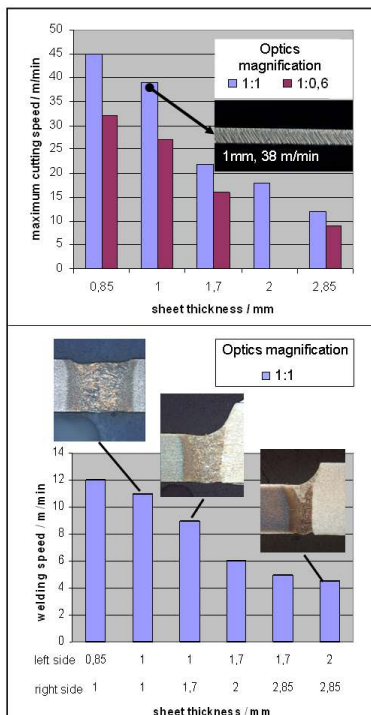 Optics
magnification
1:1 1:0,6
1mm, 38 m/min
maximum cutting speed / m/min
50
45
40
35
30
25
20
15
10
5
0
0,85 1 1,7 2 2,85
sheet thickness / mm
Optics magnification
1:1
welding speed / m/min
14
12
10
8
6
4
2
0
left side 0,85 1 1 1,7 1,7 2
right side 1 1 1,7 2 2,85 2,85
sheet thickness / mm